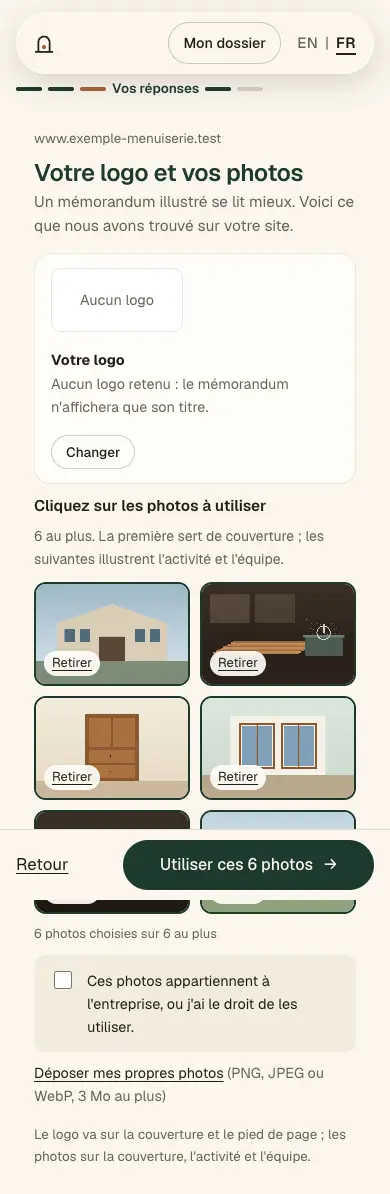 Mon dossier
EN | FR
Vos réponses
www.exemple-menuiserie.test
Votre logo et vos photos
Un mémorandum illustré se lit mieux. Voici ce
que nous avons trouvé sur votre site.
Aucun logo
Votre logo
Aucun logo retenu : le mémorandum
n'affichera que son titre.
Changer
Cliquez sur les photos à utiliser
6 au plus. La première sert de couverture ; les
suivantes illustrent l'activité et l'équipe.
Retirer
Retirer
Retirer
Retirer
Retour
Utiliser ces 6 photos →
6 photos choisies sur 6 au plus
Ces photos appartiennent à
l'entreprise, ou j'ai le droit de les
utiliser.
Déposer mes propres photos (PNG, JPEG ou
WebP, 3 Mo au plus)
Le logo va sur la couverture et le pied de page ; les
photos sur la couverture, l'activité et l'équipe.